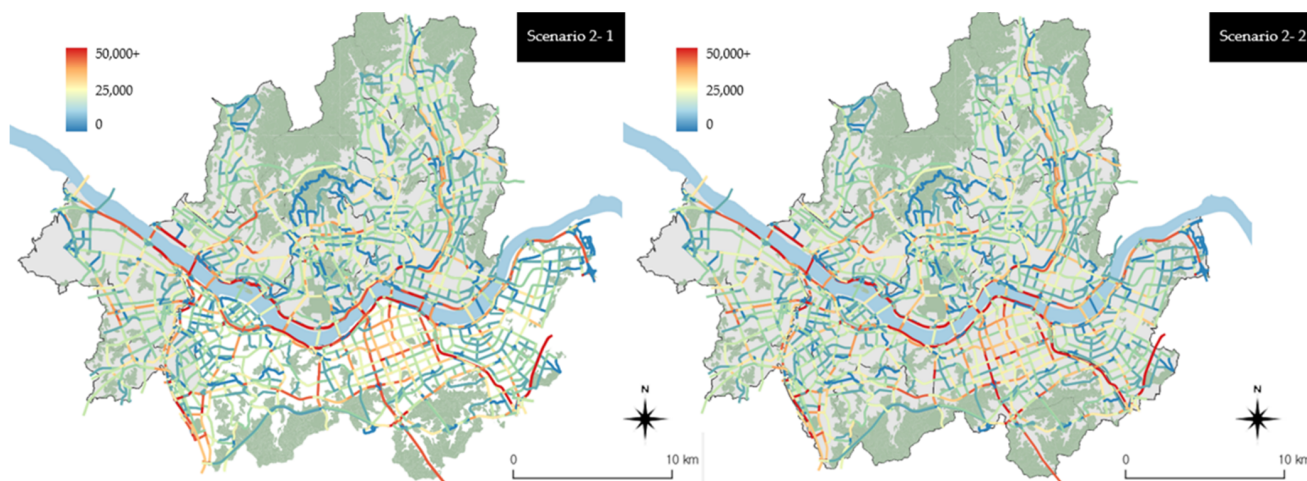 Scenario 2- 1
50,000+
25,000
0
N
0 10 km
Scenario 2- 2
50,000+
25,000
0
N
0 10 km